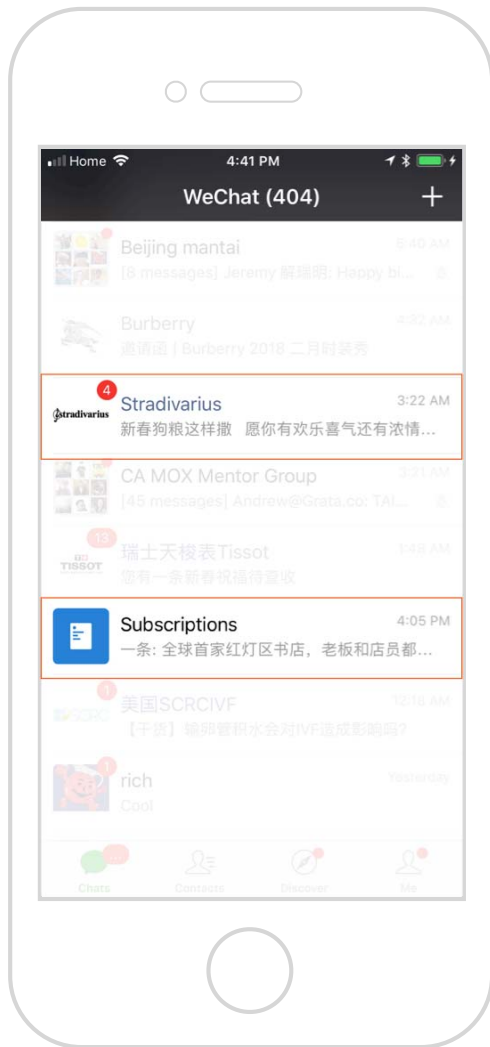 Home 4:41 PM
WeChat (404) +
Beijing mantai 8:40 AM
[8 messages] Jeremy 解瑞明: Happy bi...
Burberry 4:32 AM
邀请函 | Burberry 2018 二月时装秀
4
Stradivarius
Stradivarius 3:22 AM
新春狗粮这样撒 愿你有欢乐喜气还有浓情...
CA MOX Mentor Group 3:21 AM
[45 messages] Andrew@Grata.co: TAI...
13
TISSOT
瑞士天梭表Tissot 1:48 AM
您有一条新春祝福待查收
Subscriptions 4:05 PM
一条: 全球首家红灯区书店，老板和店员都...
1
美国SCRCIVF 12:18 AM
【干货】输卵管积水会对IVF造成影响吗?
1
rich Yesterday
Cool
...
Chats Contacts Discover Me